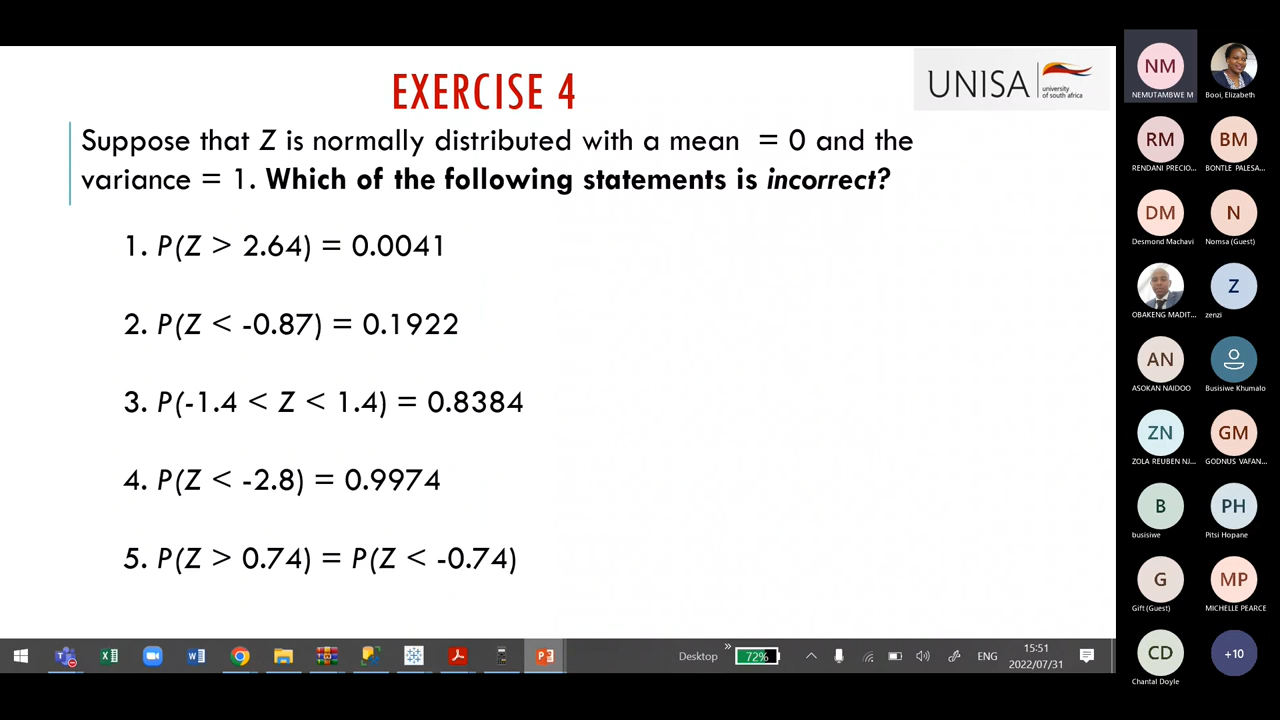 EXERCISE 4
UNISA
university
of south africa
Suppose that Z is normally distributed with a mean = 0 and the
variance = 1. Which of the following statements is incorrect?
1. P(Z > 2.64) = 0.0041
2. P(Z < -0.87) = 0.1922
3. P(-1.4 < Z < 1.4) = 0.8384
4. P(Z < -2.8) = 0.9974
5. P(Z > 0.74) = P(Z < -0.74)
NM
NEMUTAMBWE M
Booi, Elizabeth
RM
RENDANI PRECIO...
BM
BONTLE PALESA...
DM
Desmond Machavi
N
Nomsa (Guest)
OBAKENG MADIT...
Z
zenzi
AN
ASOKAN NAIDOO
Busisiwe Khumalo
ZN
ZOLA REUBEN NJ...
GM
GODNUS VAFAN...
B
busisiwe
PH
Pitsi Hopane
G
Gift (Guest)
MP
MICHELLE PEARCE
CD
Chantal Doyle
+10
Desktop
72%
ENG
15:51
2022/07/31